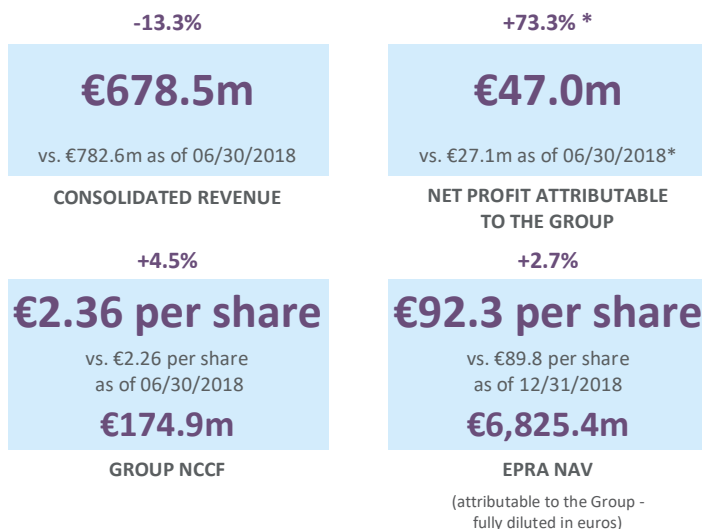 -13.3%
€678.5m
vs. €782.6m as of 06/30/2018
CONSOLIDATED REVENUE
+73.3% *
€47.0m
vs. €27.1m as of 06/30/2018*
NET PROFIT ATTRIBUTABLE
TO THE GROUP
+4.5%
€2.36 per share
vs. €2.26 per share
as of 06/30/2018
€174.9m
GROUP NCCF
+2.7%
€92.3 per share
vs. €89.8 per share
as of 12/31/2018
€6,825.4m
EPRA NAV
(attributable to the Group -
fully diluted in euros)